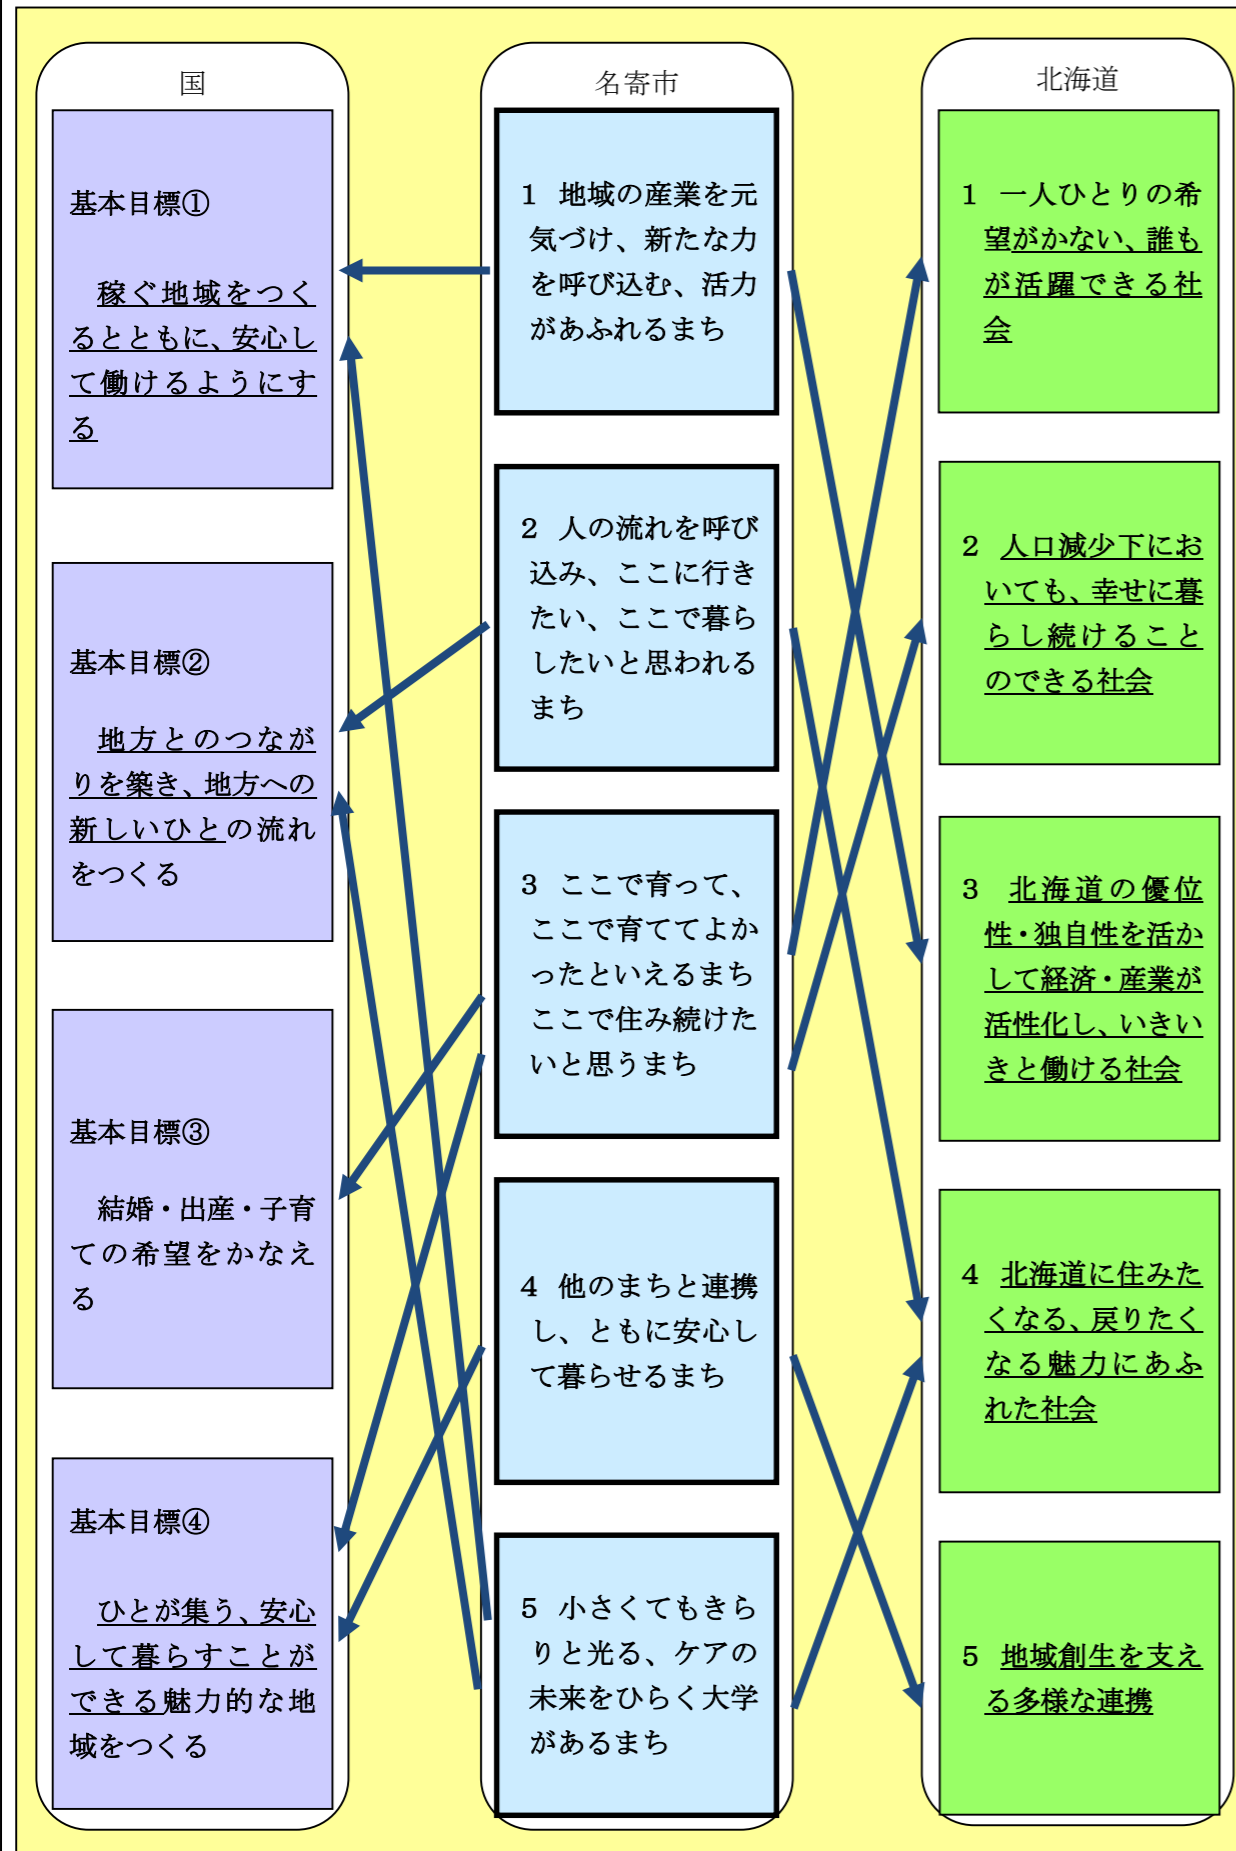 国
基本目標①
稼ぐ地域をつく
るとともに、安心し
て働けるようにす
る
基本目標②
地方とのつなが
りを築き、地方への
新しいひとの流れ
をつくる
基本目標③
結婚・出産・子育
ての希望をかなえ
る
基本目標④
ひとが集う、安心
して暮らすことが
できる魅力的な地
域をつくる
名寄市
1 地域の産業を元
気づけ、新たな力
を呼び込む、活力
があふれるまち
2 人の流れを呼び
込み、ここに行き
たい、ここで暮ら
したいと思われる
まち
3 ここで育って、
ここで育ててよか
ったといえるまち
ここで住み続けた
いと思うまち
4 他のまちと連携
し、ともに安心し
て暮らせるまち
5 小さくてもきら
りと光る、ケアの
未来をひらく大学
があるまち
北海道
1 一人ひとりの希
望がかない、誰も
が活躍できる社
会
2 人口減少下にお
いても、幸せに暮
らし続けること
のできる社会
3 北海道の優位
性・独自性を活か
して経済・産業が
活性化し、いきい
きと働ける社会
4 北海道に住みた
くなる、戻りたく
なる魅力にあふ
れた社会
5 地域創生を支え
る多様な連携